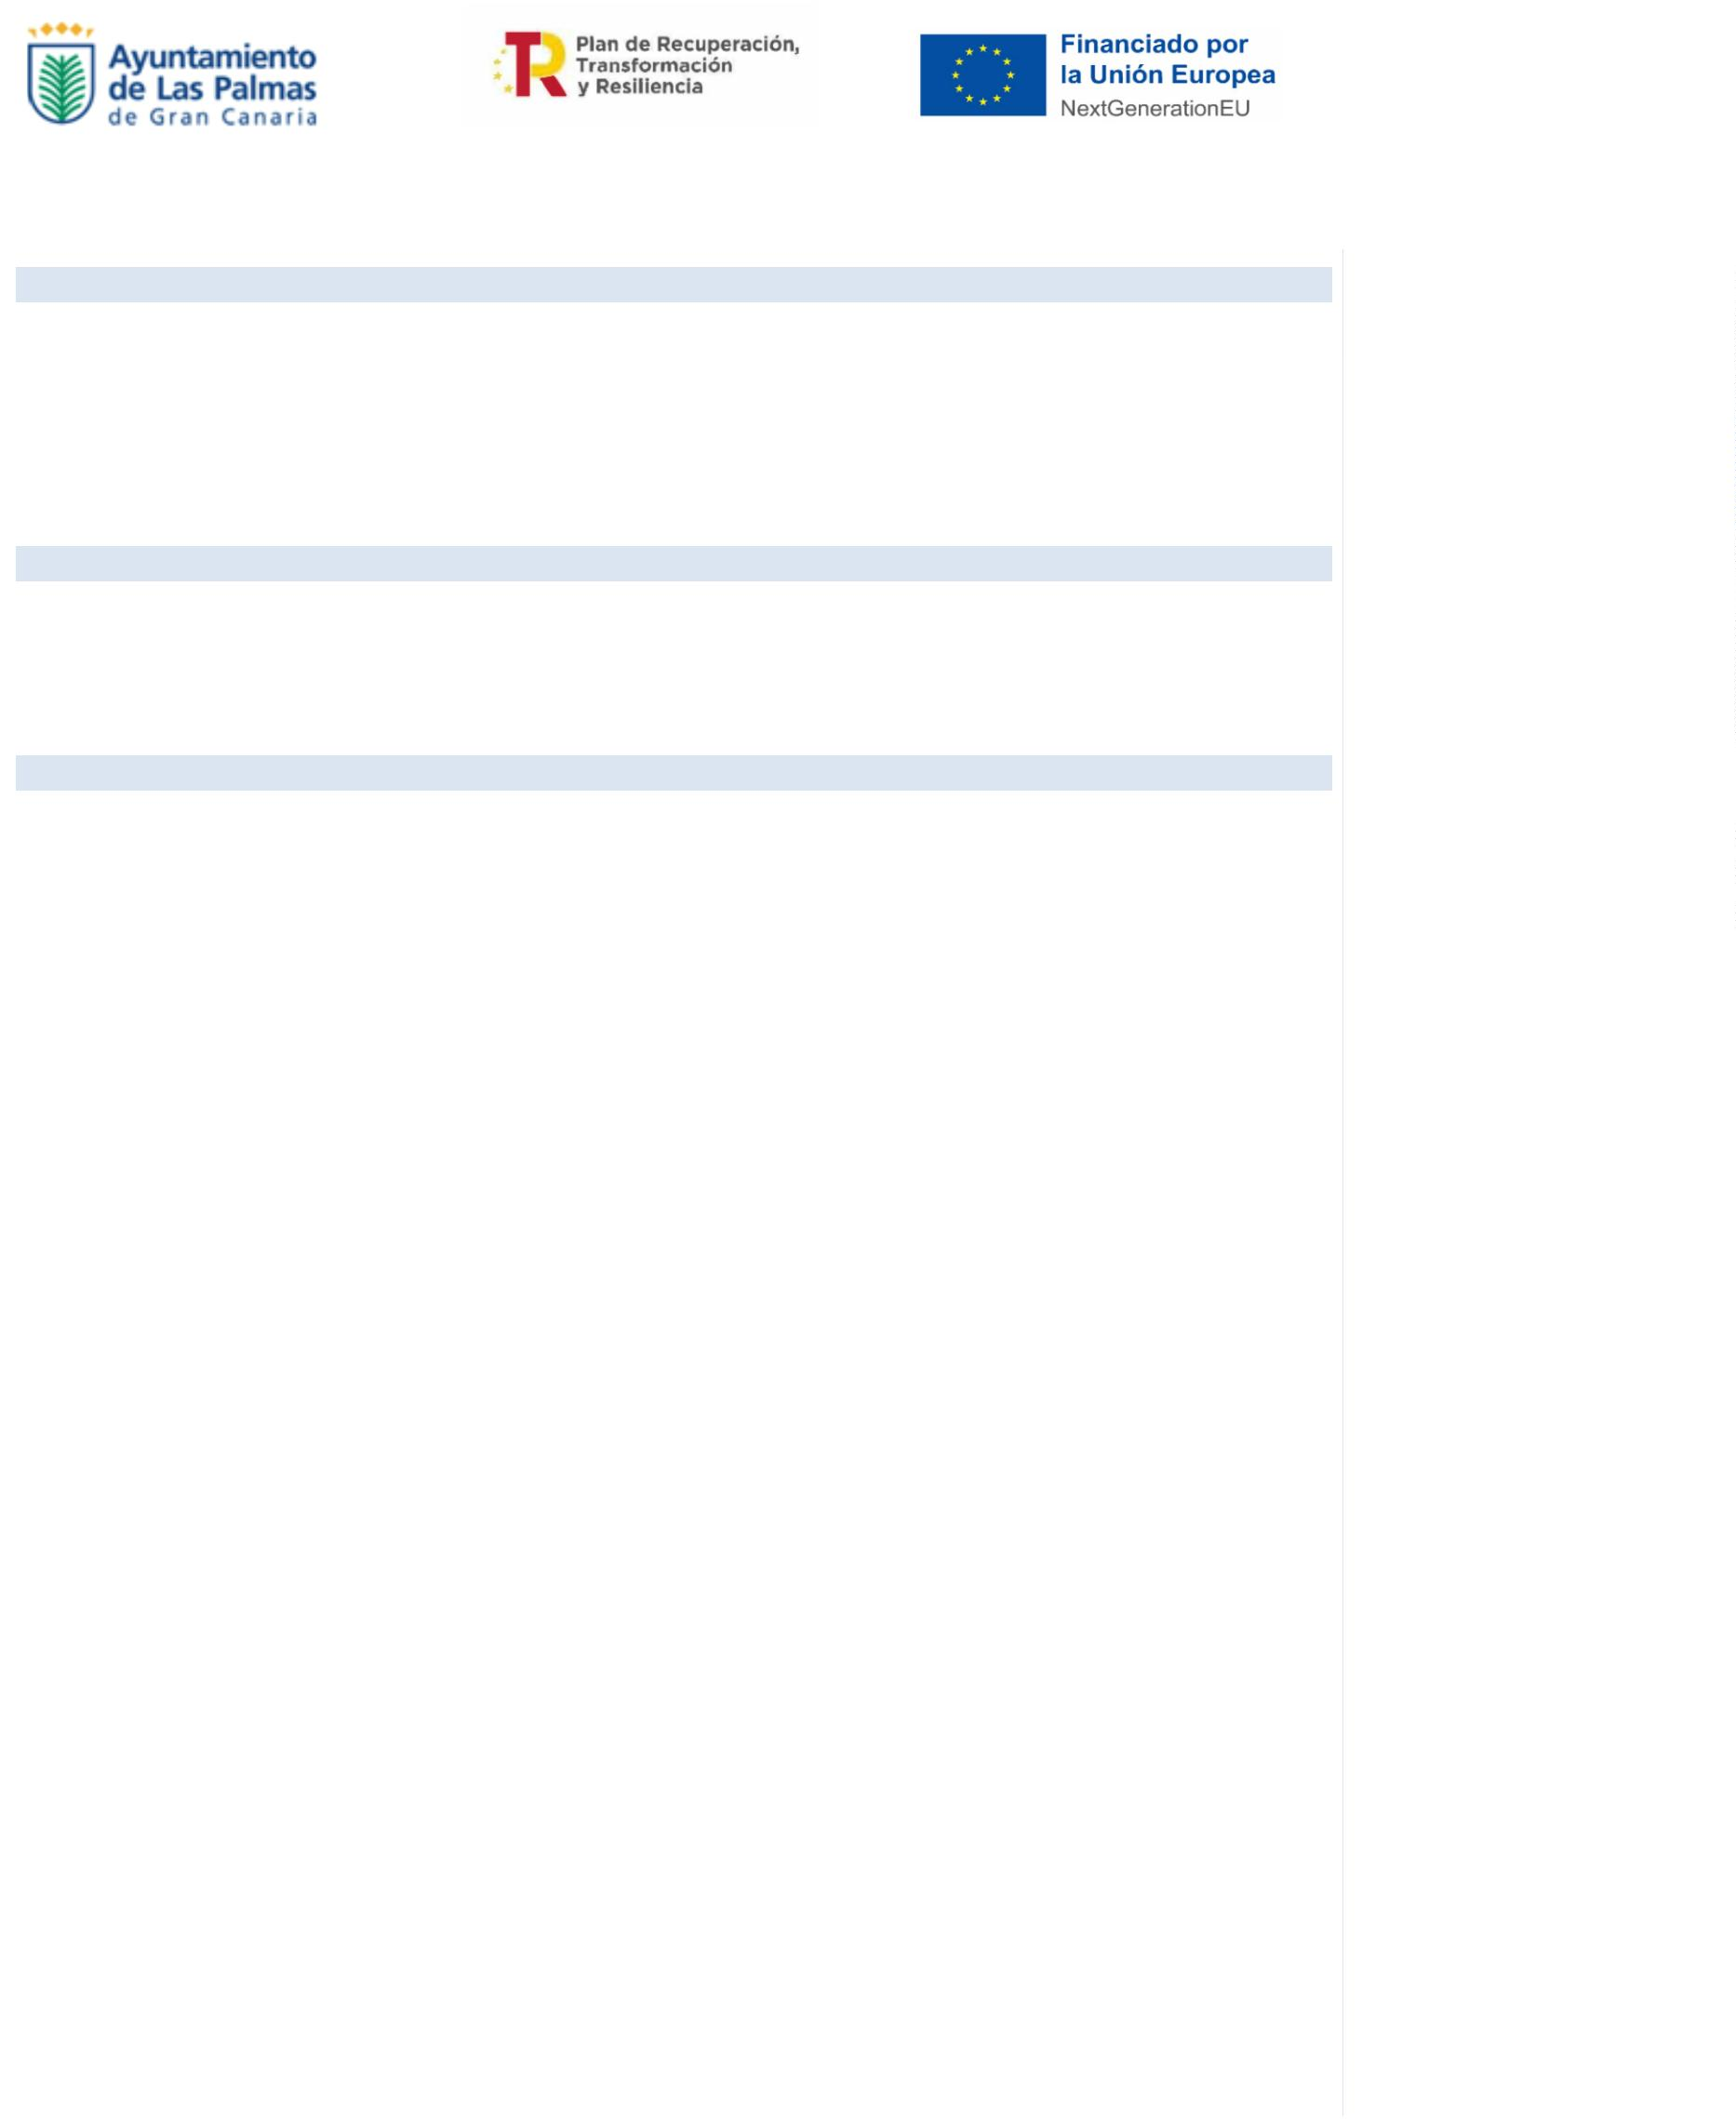 Ayuntamiento
de Las Palmas
de Gran Canaria
Plan de Recuperación,
Transformación
y Resiliencia
Financiado por
la Unión Europea
NextGenerationEU